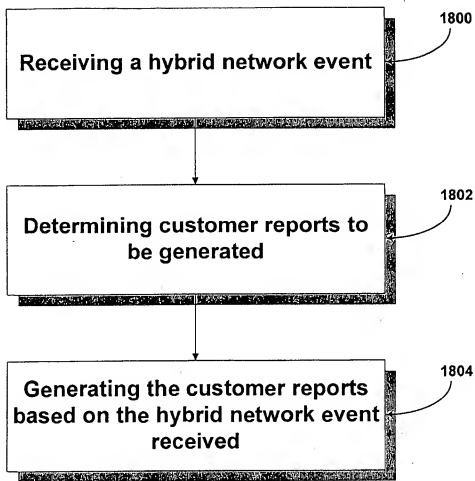 1800
Receiving a hybrid network event
1802
Determining customer reports to
be generated
1804
Generating the customer reports
based on the hybrid network event
received